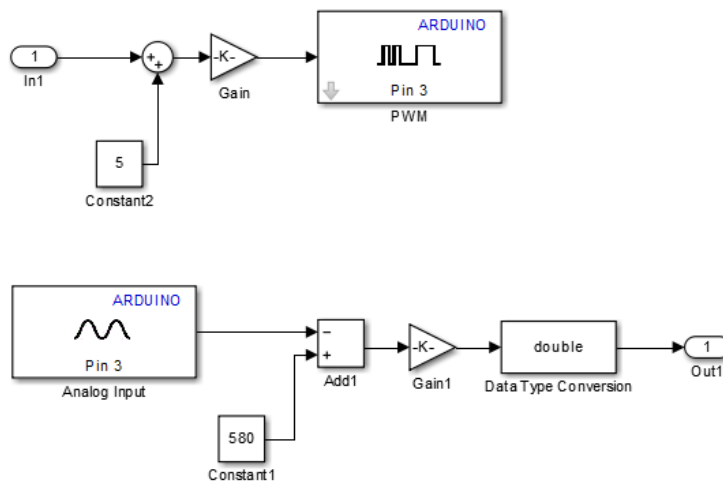 ARDUINO
1
In1
+
+
-K-
Gain
Pin 3
PWM
5
Constant2
ARDUINO
Pin 3
Analog Input
−
+
Add1
-K-
Gain1
double
Data Type Conversion
1
Out1
580
Constant1